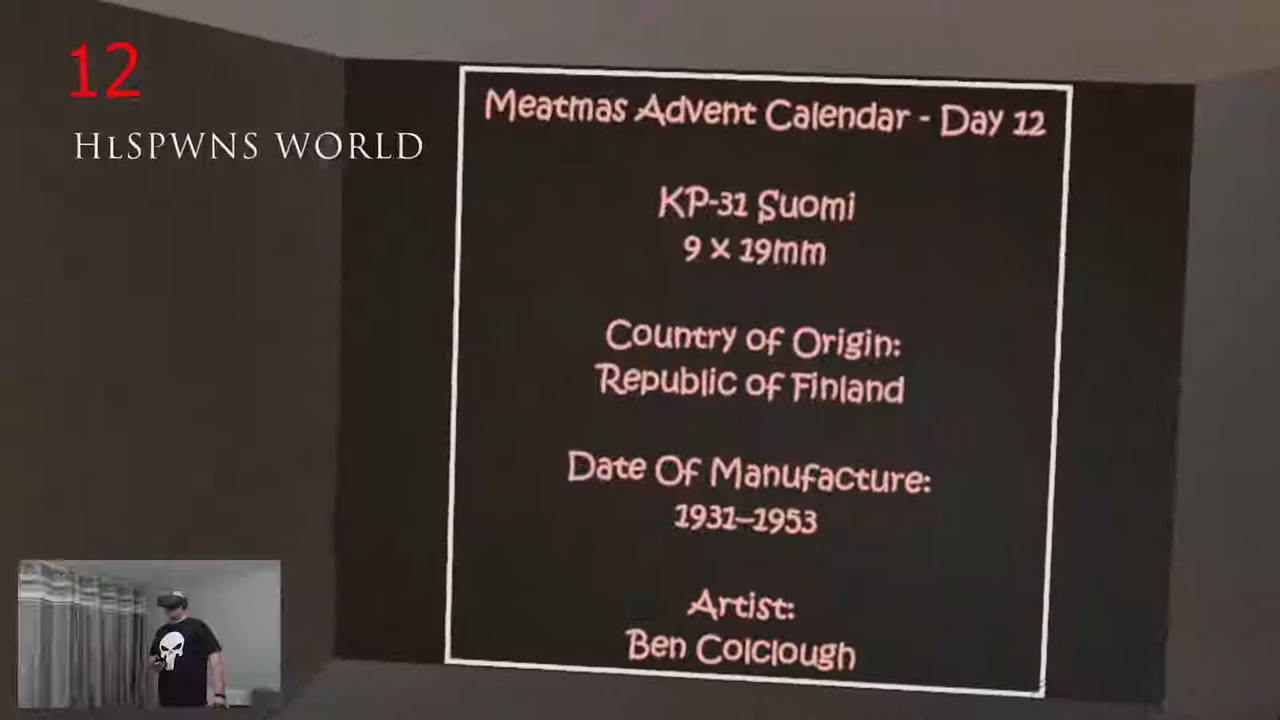 12
HLSPWNS WORLD
Meatmas Advent Calendar - Day 12
KP-31 Suomi
9 x 19mm
Country of Origin:
Republic of Finland
Date Of Manufacture:
1931–1953
Artist:
Ben Colclough